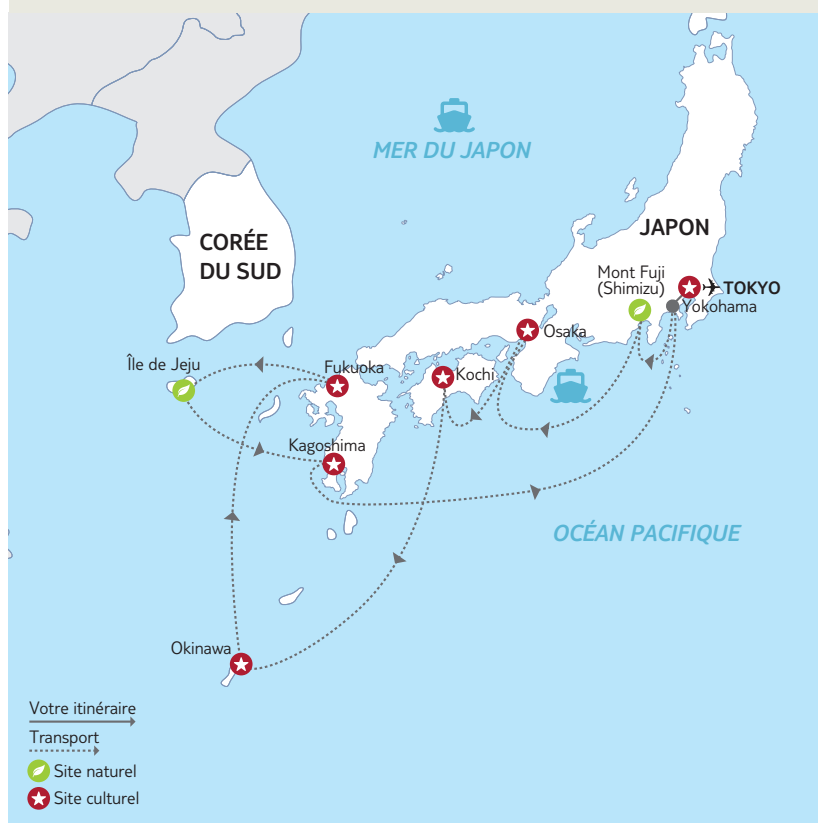 MER DU JAPON
CORÉE
DU SUD
JAPON
Mont Fuji
(Shimizu)
TOKYO
Yokohama
Osaka
Île de Jeju
Fukuoka
Kochi
Kagoshima
OCÉAN PACIFIQUE
Okinawa
Votre itinéraire
Transport
Site naturel
Site culturel